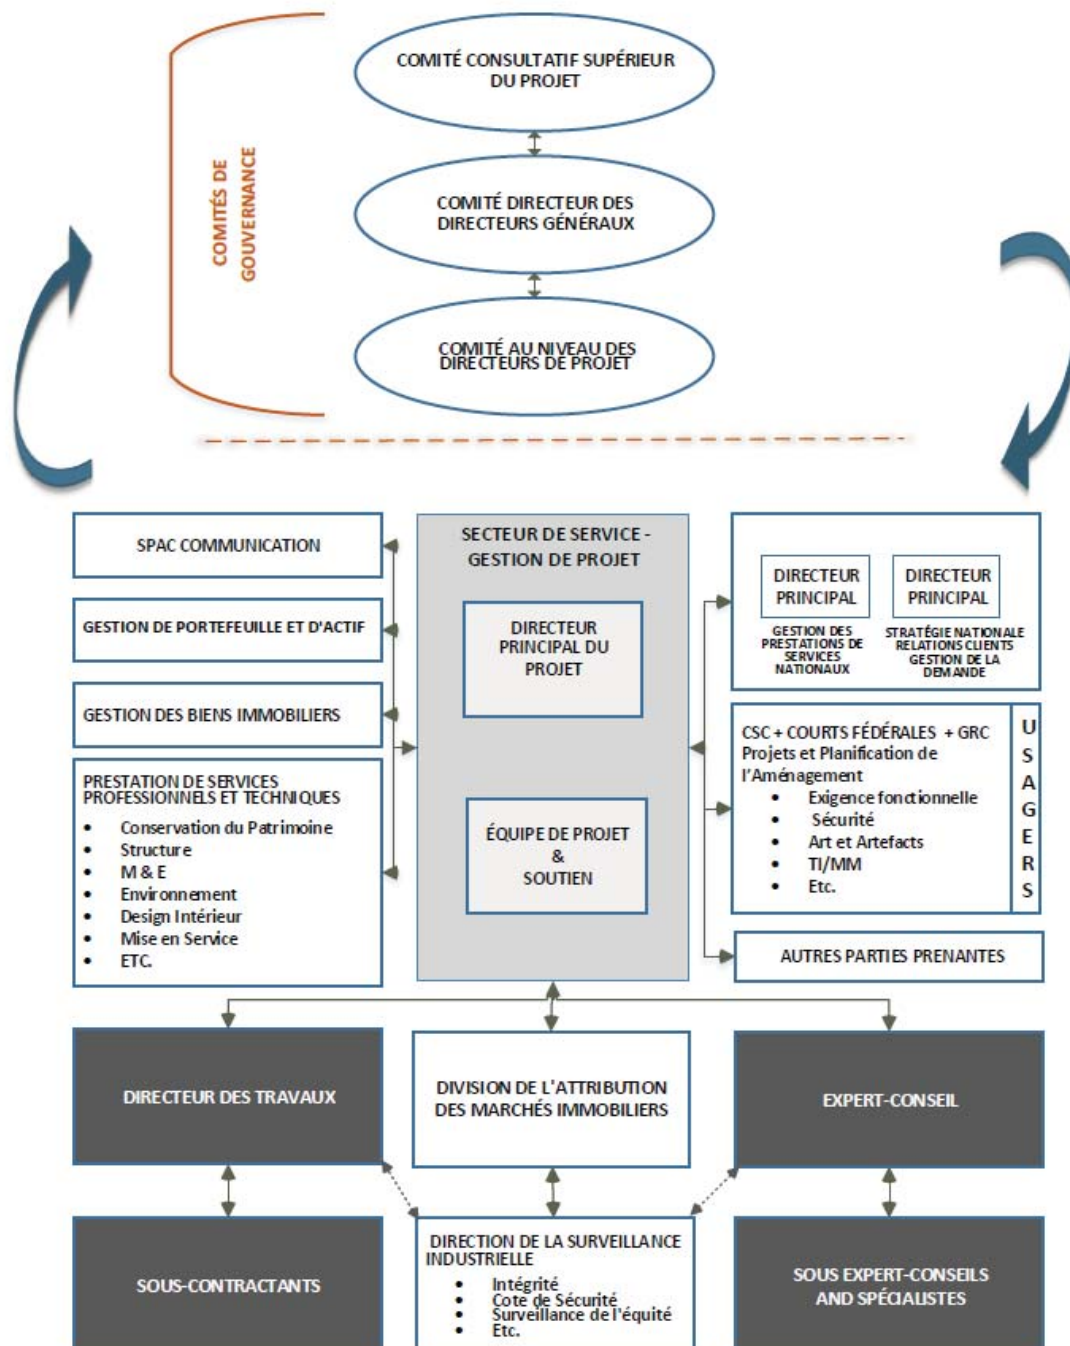 COMITÉ CONSULTATIF SUPÉRIEUR
DU PROJET
COMITÉS DE
GOUVERNANCE
COMITÉ DIRECTEUR DES
DIRECTEURS GÉNÉRAUX
COMITÉ AU NIVEAU DES
DIRECTEURS DE PROJET
SPAC COMMUNICATION
GESTION DE PORTEFEUILLE ET D'ACTIF
GESTION DES BIENS IMMOBILIERS
PRESTATION DE SERVICES
PROFESSIONNELS ET TECHNIQUES
• Conservation du Patrimoine
• Structure
• M & E
• Environnement
• Design Intérieur
• Mise en Service
• ETC.
SECTEUR DE SERVICE -
GESTION DE PROJET
DIRECTEUR
PRINCIPAL DU
PROJET
ÉQUIPE DE PROJET
&
SOUTIEN
DIRECTEUR
PRINCIPAL
GESTION DES
PRESTATIONS DE
SERVICES
NATIONAUX
DIRECTEUR
PRINCIPAL
STRATÉGIE NATIONALE
RELATIONS CLIENTS
GESTION DE LA
DEMANDE
CSC + COURTS FÉDÉRALES + GRC
Projets et Planification de
l'Aménagement
• Exigence fonctionnelle
• Sécurité
• Art et Artefacts
• TI/MM
• Etc.
USAGERS
AUTRES PARTIES PRENANTES
DIRECTEUR DES TRAVAUX
DIVISION DE L'ATTRIBUTION
DES MARCHÉS IMMOBILIERS
EXPERT-CONSEIL
SOUS-CONTRACTANTS
DIRECTION DE LA SURVEILLANCE
INDUSTRIELLE
• Intégrité
• Cote de Sécurité
• Surveillance de l'équité
• Etc.
SOUS EXPERT-CONSEILS
AND SPÉCIALISTES